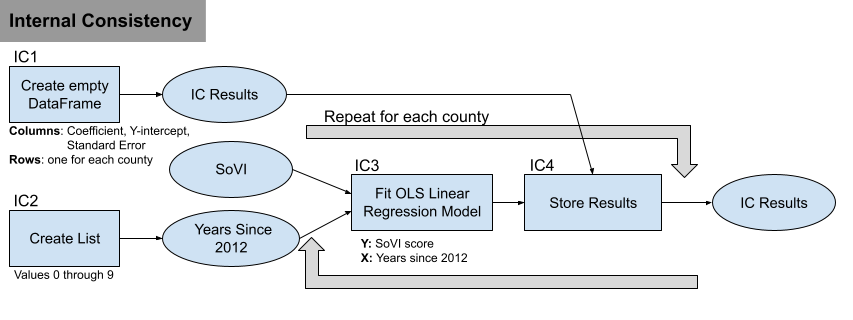 Internal Consistency
IC1
Create empty
DataFrame
IC Results
Columns: Coefficient, Y-intercept,
Standard Error
Rows: one for each county
Repeat for each county
SoVI
IC2
Create List
Values 0 through 9
Years Since
2012
IC3
Fit OLS Linear
Regression Model
Y: SoVI score
X: Years since 2012
IC4
Store Results
IC Results